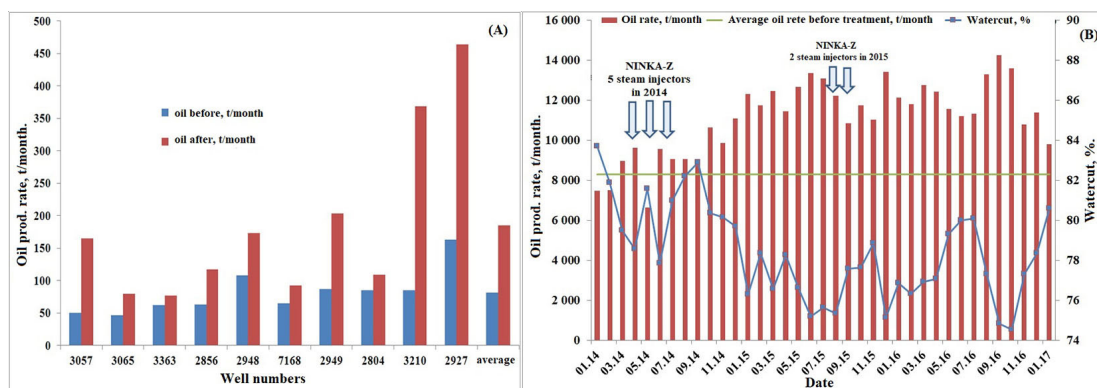 (A)
Oil prod. rate, t/month.
500
450
400
350
300
250
200
150
100
50
0
oil before, t/month
oil after, t/month
3057 3065 3363 2856 2948 7168 2949 2804 3210 2927 average
Well numbers
Oil rate, t/month Average oil rete before treatment, t/month Watercut, %
(B)
Oil prod. rate, t/month.
16 000
14 000
12 000
10 000
8 000
6 000
4 000
2 000
0
NINKA-Z
5 steam injectors
in 2014
NINKA-Z
2 steam injectors in 2015
90
88
86
84
82
80
78
76
74
Watercut, %.
01.14 03.14 05.14 07.14 09.14 11.14 01.15 03.15 05.15 07.15 09.15 11.15 01.16 03.16 05.16 07.16 09.16 11.16 01.17
Date